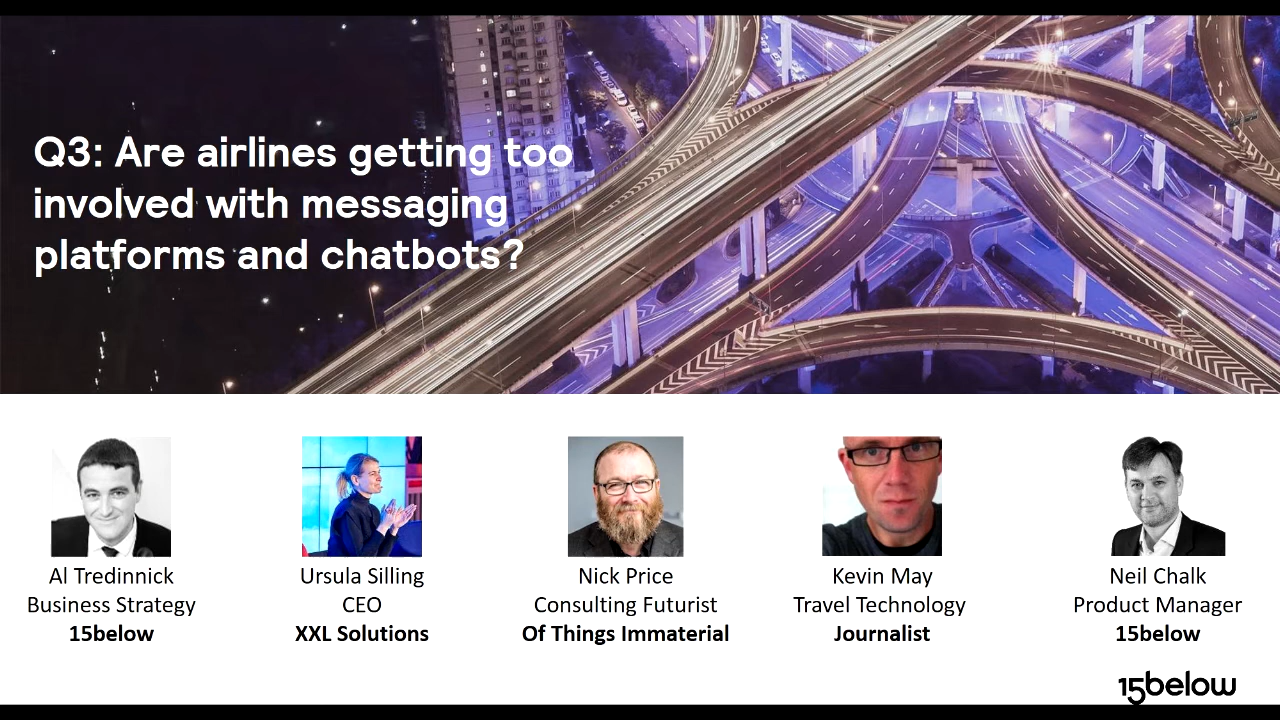 Q3: Are airlines getting too
involved with messaging
platforms and chatbots?
Al Tredinnick
Business Strategy
15below
Ursula Silling
CEO
XXL Solutions
Nick Price
Consulting Futurist
Of Things Immaterial
Kevin May
Travel Technology
Journalist
Neil Chalk
Product Manager
15below
15below